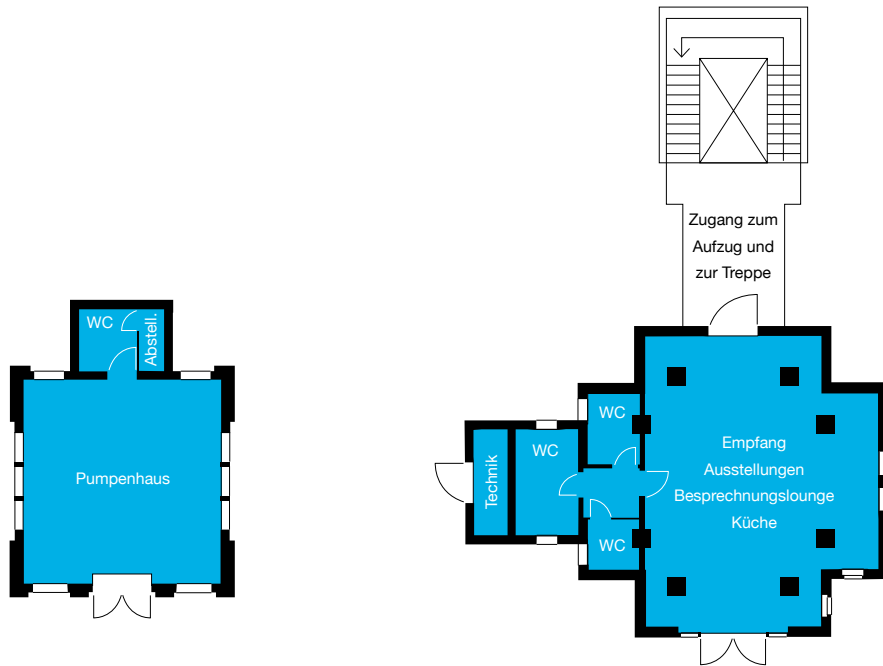 Zugang zum
Aufzug und
zur Treppe
WC
Abstell.
Pumpenhaus
WC
WC
Technik
WC
Empfang
Ausstellungen
Besprechnungslounge
Küche